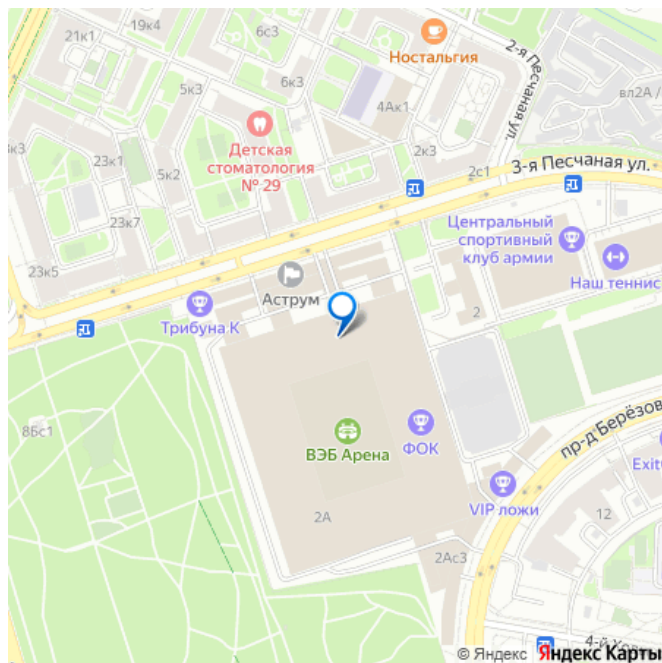 21к1
19к4
6с3
Ностальгия
2-я Песчаная ул.
вл2А /
5к3
6к3
4Ак1
Детская
стоматология
№ 29
2к3
2с1
3-я Песчаная ул.
23к1
5к2
23к7
23к5
Центральный
спортивный
клуб армии
Наш теннис
Аструм
Трибуна К
2
8Бс1
ВЭБ Арена
ФОК
пр-д Берёзов
Exit
VIP ложи
2А
12
2Ас3
4-й Хо
© Яндекс Яндекс Карты